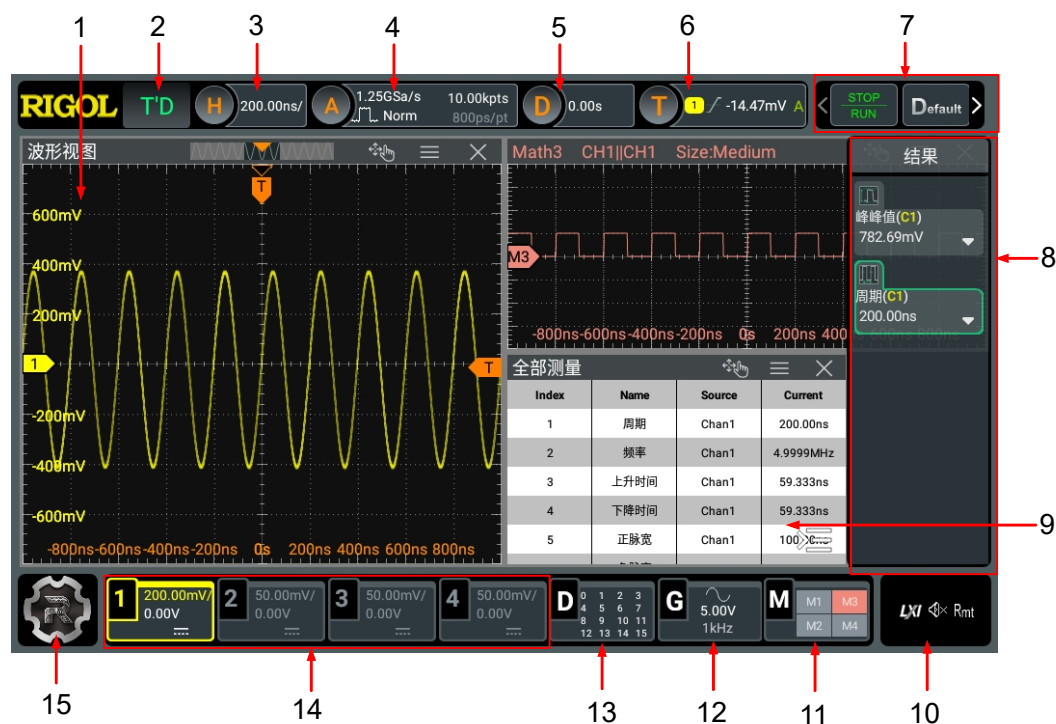 1 2 3 4 5 6 7
RIGOL T'D H 200.00ns/ A 1.25GSa/s 10.00kpts D 0.00s T 1 -14.47mV A < STOP RUN Default >
Norm 800ps/pt
波形视图
T
600mV
400mV
200mV
1 T
-200mV
-400mV
-600mV
-800ns -600ns -400ns -200ns 0s 200ns 400ns 600ns 800ns
Math3 CH1||CH1 Size:Medium
M3
-800ns -600ns -400ns -200ns 0s 200ns 400ns 600ns 800ns
全部测量
Index Name Source Current
1 周期 Chan1 200.00ns
2 频率 Chan1 4.9999MHz
3 上升时间 Chan1 59.333ns
4 下降时间 Chan1 59.333ns
5 正脉宽 Chan1
结果
峰峰值(C1)
782.69mV
周期(C1)
200.00ns
8
9
R
1 200.00mV/ 0.00V
2 50.00mV/ 0.00V
3 50.00mV/ 0.00V
4 50.00mV/ 0.00V
D
0 1 2 3
4 5 6 7
8 9 10 11
12 13 14 15
G 5.00V
1kHz
M M1 M3
M2 M4
LXI Rmt
15 14 13 12 11 10